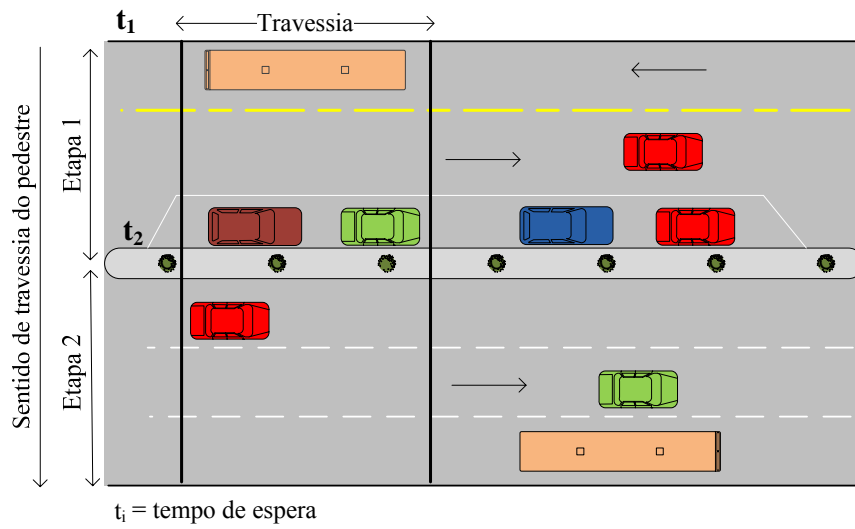 t1
Travessia
Sentido de travessia do pedestre
Etapa 1
t2
Etapa 2
ti = tempo de espera